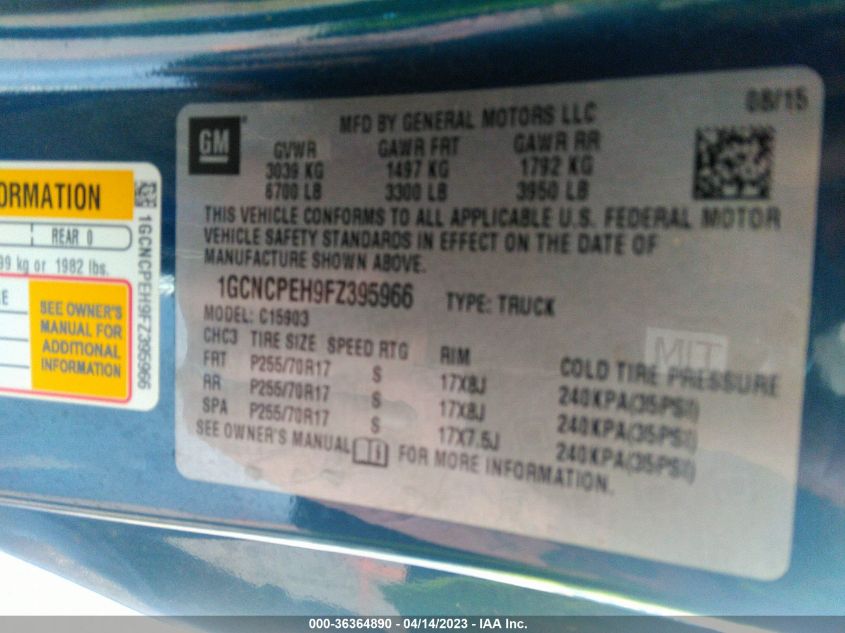 ORMATION
REAR 0
99 kg or 1982 lbs.
E
SEE OWNER'S
MANUAL FOR
ADDITIONAL
INFORMATION
1GCNCPEH9FZ395966
GM
MFD BY GENERAL MOTORS LLC
08/15
GVWR GAWR FRT GAWR RR
3039 KG 1497 KG 1792 KG
6700 LB 3300 LB 3950 LB
THIS VEHICLE CONFORMS TO ALL APPLICABLE U.S. FEDERAL MOTOR
VEHICLE SAFETY STANDARDS IN EFFECT ON THE DATE OF
MANUFACTURE SHOWN ABOVE.
1GCNCPEH9FZ395966 TYPE: TRUCK
MODEL: C15903
CHC3 TIRE SIZE SPEED RTG RIM COLD TIRE PRESSURE
FRT P255/70R17 S 17X8J 240KPA(35PSI)
RR P255/70R17 S 17X8J 240KPA(35PSI)
SPA P255/70R17 S 17X7.5J 240KPA(35PSI)
SEE OWNER'S MANUAL FOR MORE INFORMATION.
MIT
000-36364890 - 04/14/2023 - IAA Inc.